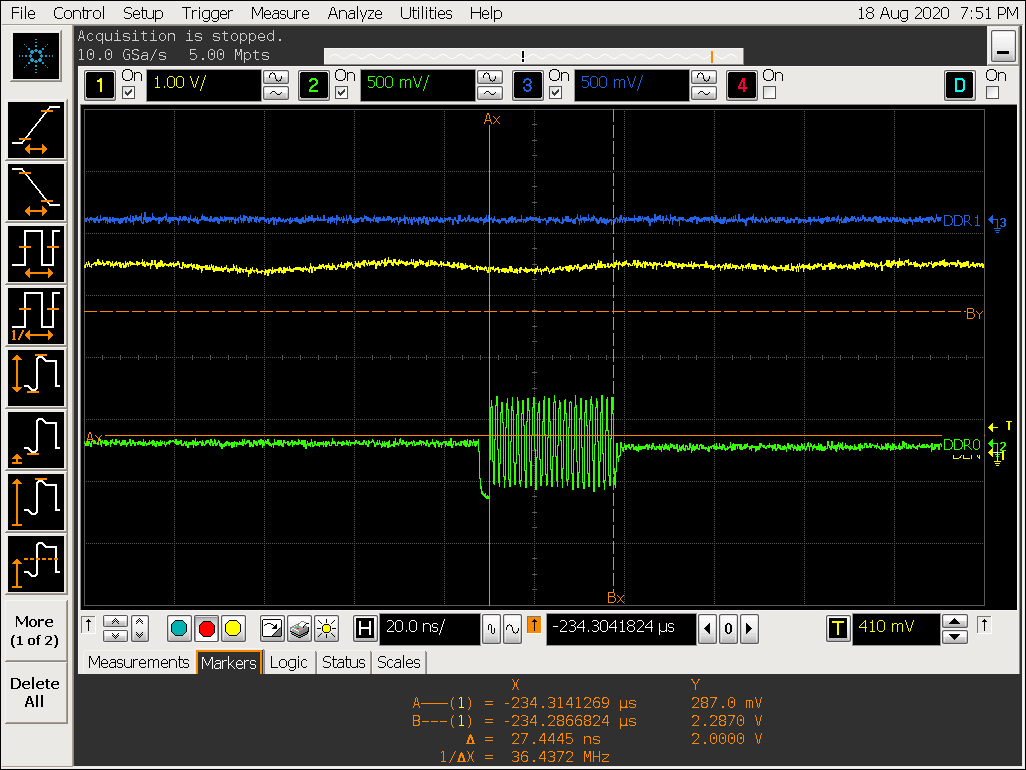 File Control Setup Trigger Measure Analyze Utilities Help 18 Aug 2020 7:51 PM
Acquisition is stopped.
10.0 GSa/s 5.00 Mpts
1 On 1.00 V/ 2 On 500 mV/ 3 On 500 mV/ 4 On D On
Ax
DDR1 3
By
T
Ax DDR0 2
1
Bx
1/
More
(1 of 2)
Delete
All
T H 20.0 ns/ -234.3041824 µs 0 T 410 mV
Measurements Markers Logic Status Scales
X Y
A——(1) = -234.3141269 µs 287.0 mV
B---(1) = -234.2866824 µs 2.2870 V
Δ = 27.4445 ns 2.0000 V
1/ΔX = 36.4372 MHz